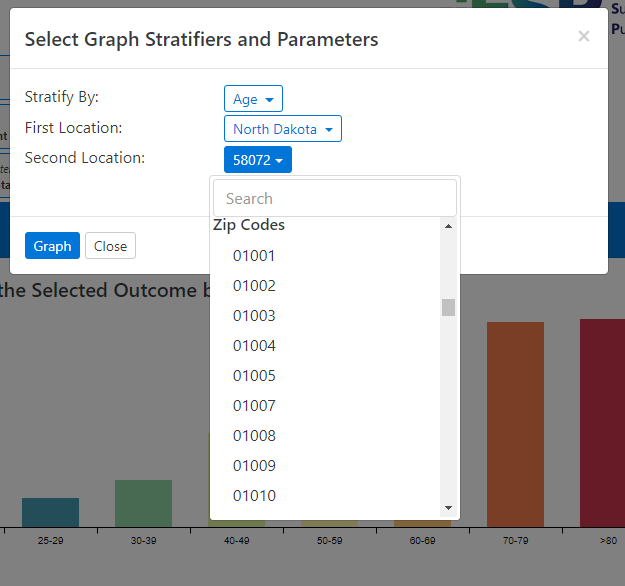 Su
Pu
Select Graph Stratifiers and Parameters
×
Stratify By:
Age
First Location:
North Dakota
Second Location:
58072
Search
Zip Codes
01001
01002
01003
01004
01005
01007
01008
01009
01010
Graph
Close
the Selected Outcome b
25-29
30-39
40-49
50-59
60-69
70-79
>80